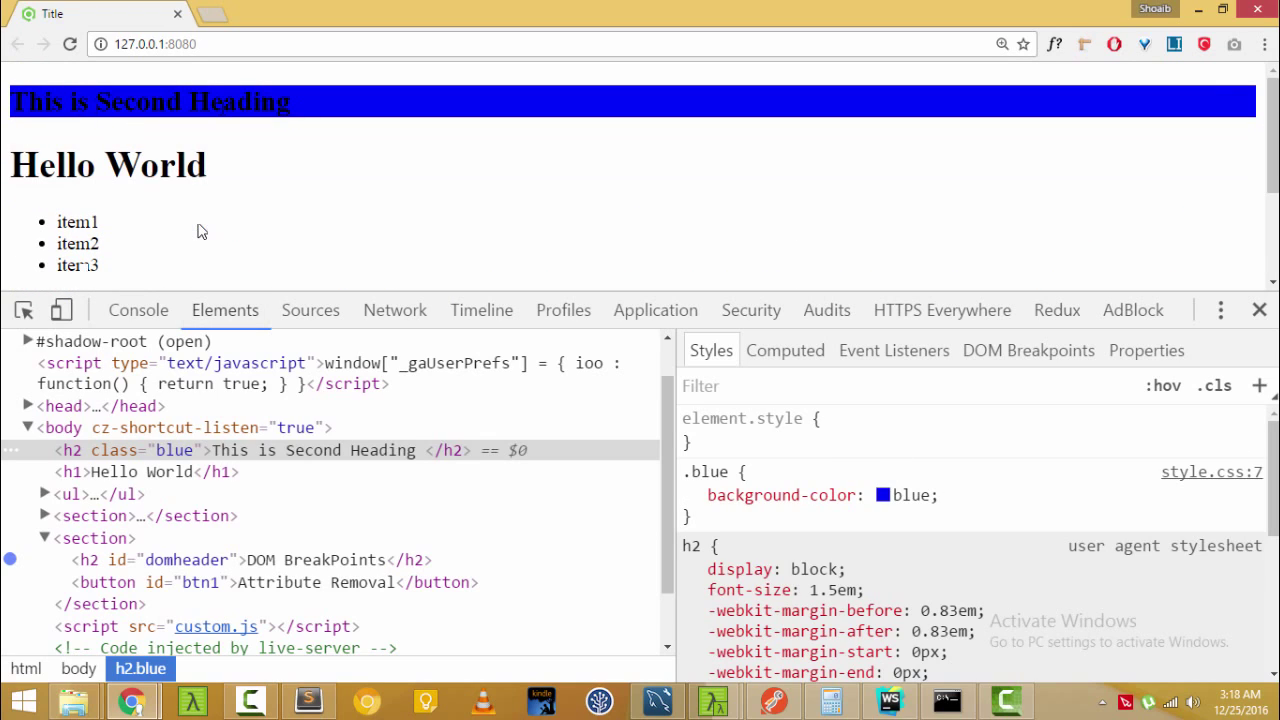 Title
Shoaib
127.0.0.1:8080
f?
LI
This is Second Heading
Hello World
item1
item2
item3
Console Elements Sources Network Timeline Profiles Application Security Audits HTTPS Everywhere Redux AdBlock
#shadow-root (open)
<script type="text/javascript">window["_gaUserPrefs"] = { ioo :
function() { return true; } }</script>
<head>…</head>
<body cz-shortcut-listen="true">
<h2 class="blue">This is Second Heading </h2> == $0
<h1>Hello World</h1>
<ul>…</ul>
<section>…</section>
<section>
<h2 id="domheader">DOM BreakPoints</h2>
<button id="btn1">Attribute Removal</button>
</section>
<script src="custom.js"></script>
<!-- Code injected by live-server -->
html body h2.blue
Styles Computed Event Listeners DOM Breakpoints Properties
Filter :hov .cls +
element.style {
}
.blue { style.css:7
background-color: blue;
}
h2 { user agent stylesheet
display: block;
font-size: 1.5em;
-webkit-margin-before: 0.83em;
-webkit-margin-after: 0.83em;
-webkit-margin-start: 0px;
-webkit-margin-end: 0px;
Activate Windows
Go to PC settings to activate Windows.
kindle
WS
3:18 AM
12/25/2016